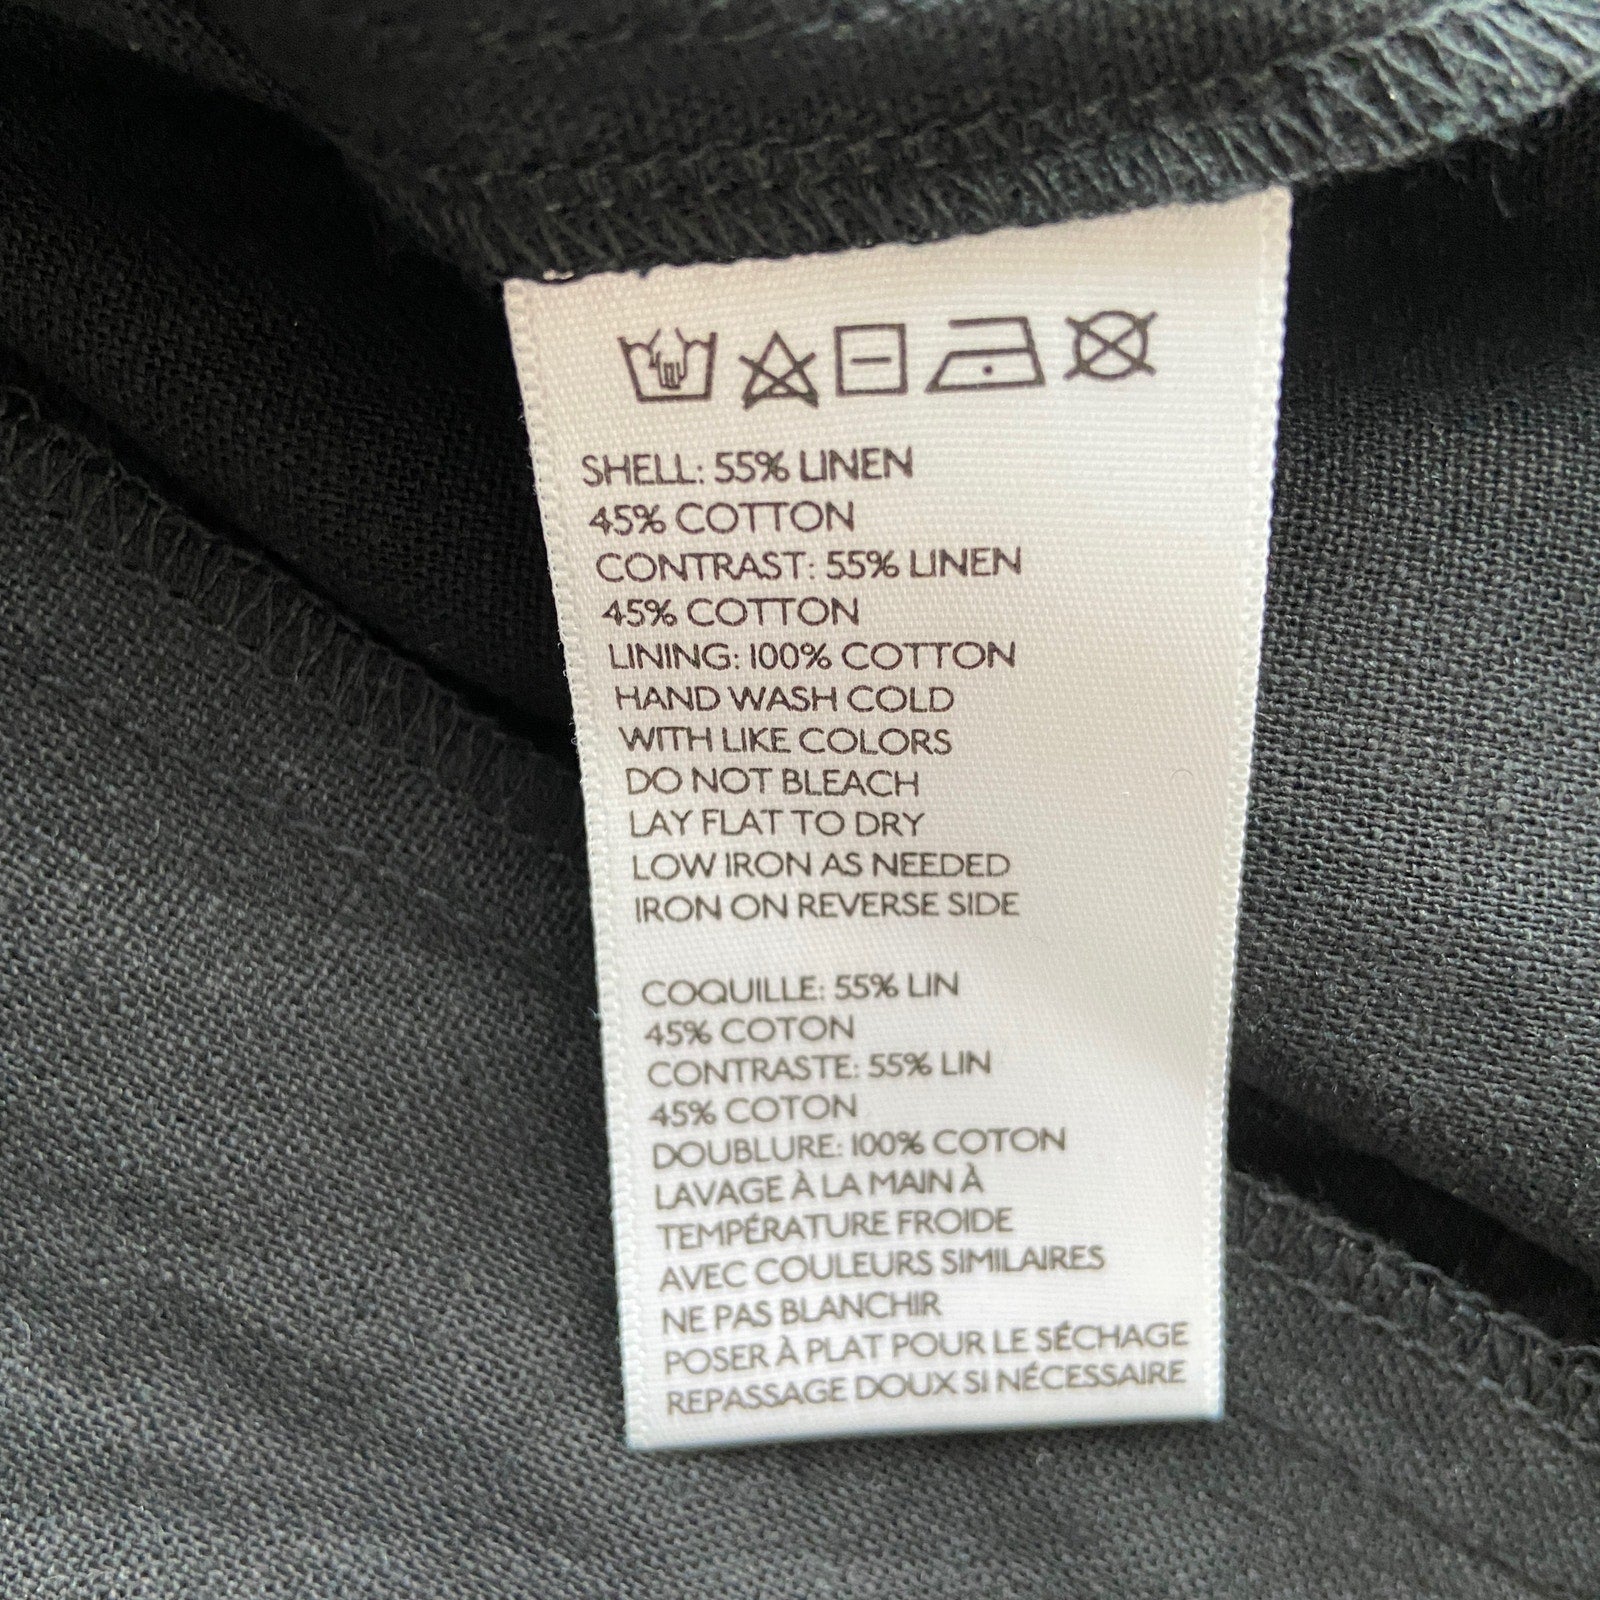 SHELL: 55% LINEN
45% COTTON
CONTRAST: 55% LINEN
45% COTTON
LINING: 100% COTTON
HAND WASH COLD
WITH LIKE COLORS
DO NOT BLEACH
LAY FLAT TO DRY
LOW IRON AS NEEDED
IRON ON REVERSE SIDE
COQUILLE: 55% LIN
45% COTON
CONTRASTE: 55% LIN
45% COTON
DOUBLURE: 100% COTON
LAVAGE À LA MAIN À
TEMPÉRATURE FROIDE
AVEC COULEURS SIMILAIRES
NE PAS BLANCHIR
POSER À PLAT POUR LE SÉCHAGE
REPASSAGE DOUX SI NÉCESSAIRE